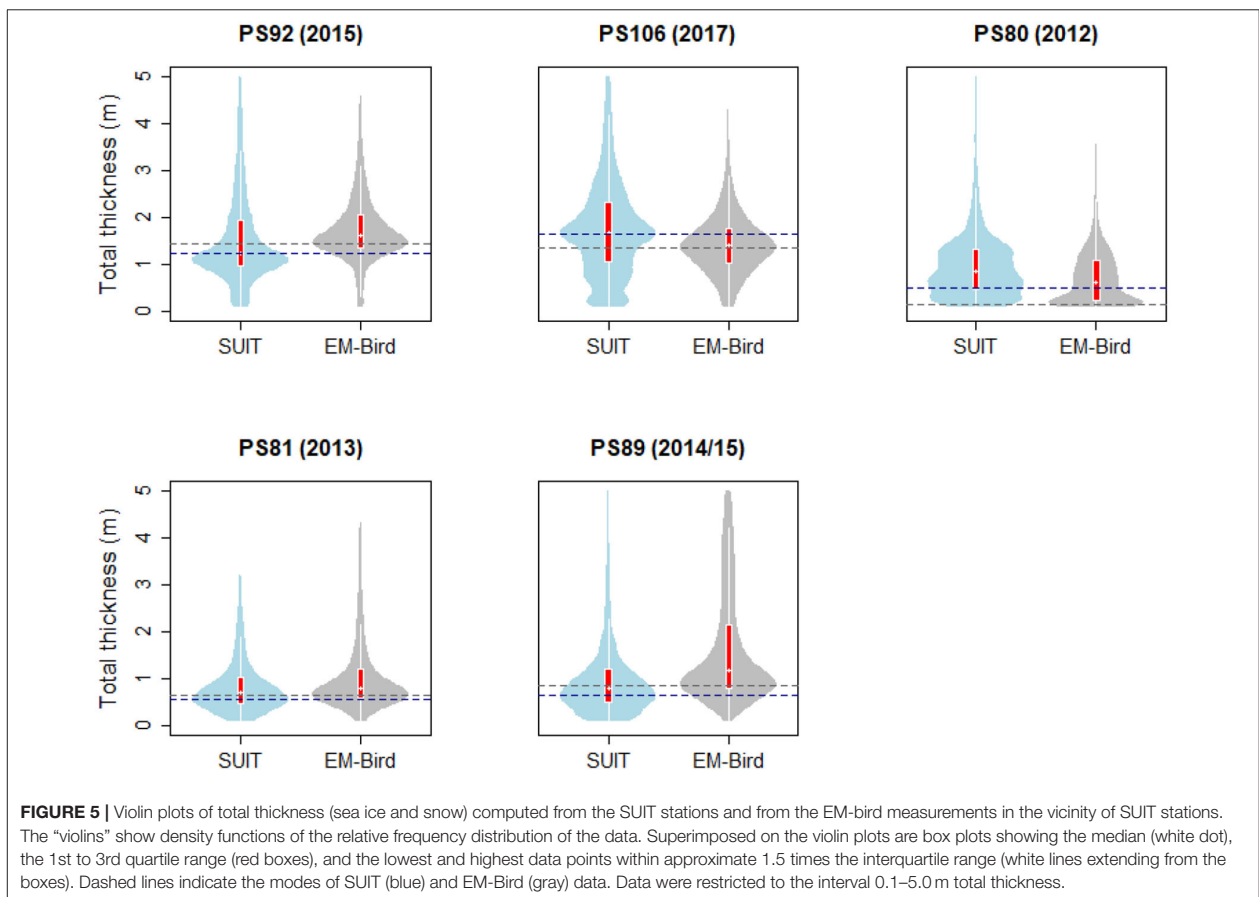 PS92 (2015)
PS106 (2017)
PS80 (2012)
Total thickness (m)
5
4
3
2
1
0
SUIT
EM-Bird
SUIT
EM-Bird
SUIT
EM-Bird
PS81 (2013)
PS89 (2014/15)
Total thickness (m)
5
4
3
2
1
0
SUIT
EM-Bird
SUIT
EM-Bird
FIGURE 5 | Violin plots of total thickness (sea ice and snow) computed from the SUIT stations and from the EM-bird measurements in the vicinity of SUIT stations.
The “violins” show density functions of the relative frequency distribution of the data. Superimposed on the violin plots are box plots showing the median (white dot),
the 1st to 3rd quartile range (red boxes), and the lowest and highest data points within approximate 1.5 times the interquartile range (white lines extending from the
boxes). Dashed lines indicate the modes of SUIT (blue) and EM-Bird (gray) data. Data were restricted to the interval 0.1–5.0 m total thickness.